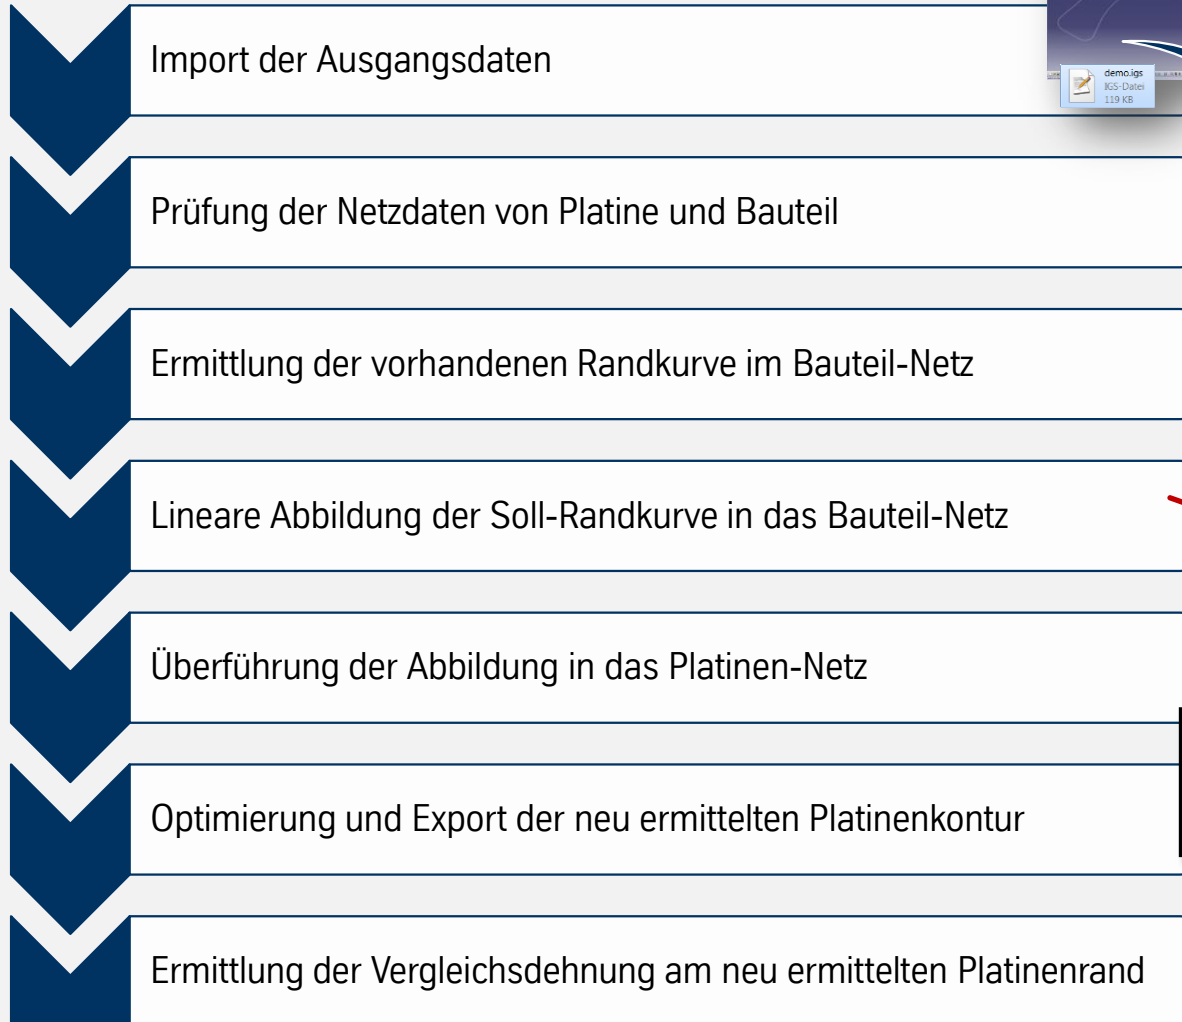 Import der Ausgangsdaten
demo.igs
IGS-Datei
119 KB
Prüfung der Netzdaten von Platine und Bauteil
Ermittlung der vorhandenen Randkurve im Bauteil-Netz
Lineare Abbildung der Soll-Randkurve in das Bauteil-Netz
Überführung der Abbildung in das Platinen-Netz
Optimierung und Export der neu ermittelten Platinenkontur
Ermittlung der Vergleichsdehnung am neu ermittelten Platinenrand